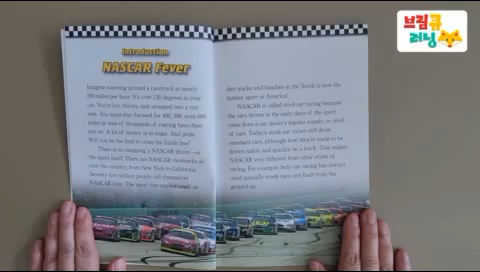 브림큐
러닝
Introduction
NASCAR Fever
Imagine zooming around a racetrack at nearly
200 miles per hour. It's over 120 degrees in your
car. You're hot, thirsty, and strapped into a tiny
seat. You must stay focused for 400, 500, even 600
miles as tens of thousands of roaring fans cheer
you on. A lot of money is at stake. And pride.
Will you be the first to cross the finish line?
There is no stopping a NASCAR driver—or
the sport itself. There are NASCAR racetracks all
over the country, from New York to California.
Seventy-five million people call themselves
NASCAR fans. The sport that started small on
dirt tracks and beaches in the South is now the
hottest sport in America!
NASCAR is called stock car racing because
the cars driven in the early days of the sport
came from a car dealer's regular supply, or stock
of cars. Today's stock car racers still drive
standard cars, although now they're made to be
driven safely and quickly on a track. This makes
NASCAR very different from other styles of
racing. For example, Indy car racing has always
used specially made race cars built from the
ground up.